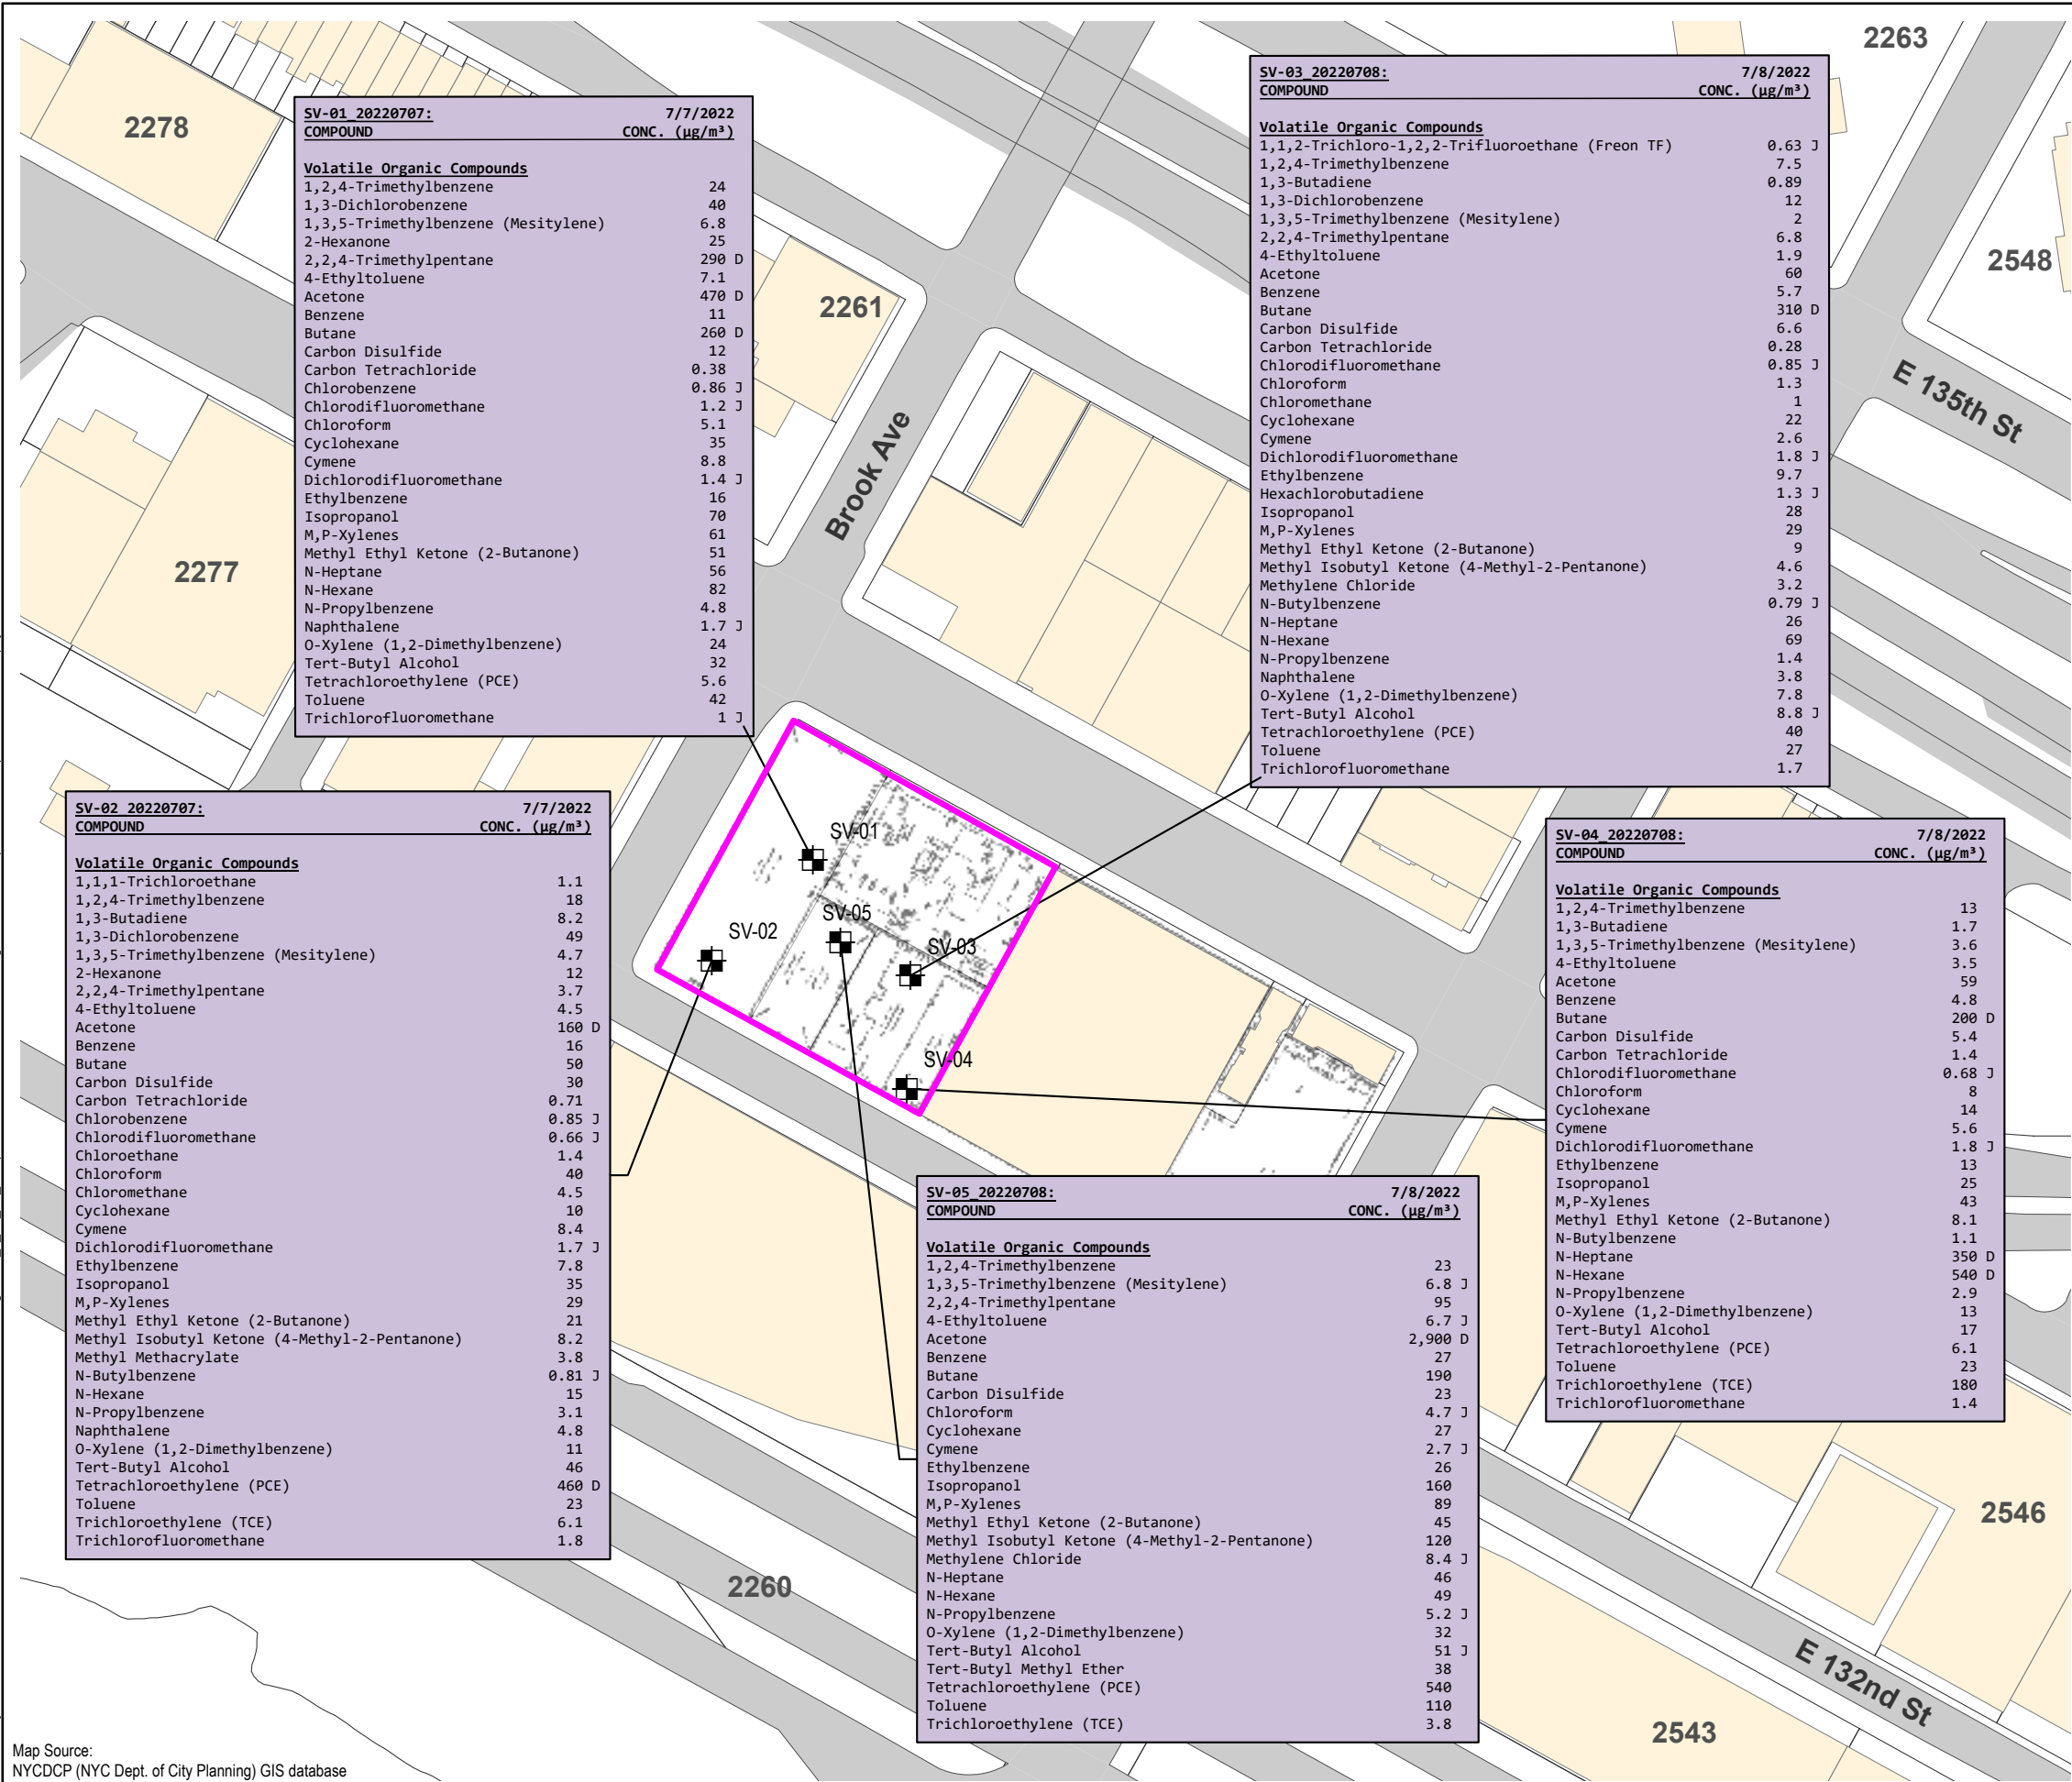 2263
2278
2261
2548
E 135th St
Brook Ave
2277
SV-01_20220707: 7/7/2022
COMPOUND CONC. (µg/m³)
Volatile Organic Compounds
1,2,4-Trimethylbenzene 24
1,3-Dichlorobenzene 40
1,3,5-Trimethylbenzene (Mesitylene) 6.8
2-Hexanone 25
2,2,4-Trimethylpentane 290 D
4-Ethyltoluene 7.1
Acetone 470 D
Benzene 11
Butane 260 D
Carbon Disulfide 12
Carbon Tetrachloride 0.38
Chlorobenzene 0.86 J
Chlorodifluoromethane 1.2 J
Chloroform 5.1
Cyclohexane 35
Cymene 8.8
Dichlorodifluoromethane 1.4 J
Ethylbenzene 16
Isopropanol 70
M,P-Xylenes 61
Methyl Ethyl Ketone (2-Butanone) 51
N-Heptane 56
N-Hexane 82
N-Propylbenzene 4.8
Naphthalene 1.7 J
O-Xylene (1,2-Dimethylbenzene) 24
Tert-Butyl Alcohol 32
Tetrachloroethylene (PCE) 5.6
Toluene 42
Trichlorofluoromethane 1 J
SV-03_20220708: 7/8/2022
COMPOUND CONC. (µg/m³)
Volatile Organic Compounds
1,1,2-Trichloro-1,2,2-Trifluoroethane (Freon TF) 0.63 J
1,2,4-Trimethylbenzene 7.5
1,3-Butadiene 0.89
1,3-Dichlorobenzene 12
1,3,5-Trimethylbenzene (Mesitylene) 2
2,2,4-Trimethylpentane 6.8
4-Ethyltoluene 1.9
Acetone 60
Benzene 5.7
Butane 310 D
Carbon Disulfide 6.6
Carbon Tetrachloride 0.28
Chlorodifluoromethane 0.85 J
Chloroform 1.3
Chloromethane 1
Cyclohexane 22
Cymene 2.6
Dichlorodifluoromethane 1.8 J
Ethylbenzene 9.7
Hexachlorobutadiene 1.3 J
Isopropanol 28
M,P-Xylenes 29
Methyl Ethyl Ketone (2-Butanone) 9
Methyl Isobutyl Ketone (4-Methyl-2-Pentanone) 4.6
Methylene Chloride 3.2
N-Butylbenzene 0.79 J
N-Heptane 26
N-Hexane 69
N-Propylbenzene 1.4
Naphthalene 3.8
O-Xylene (1,2-Dimethylbenzene) 7.8
Tert-Butyl Alcohol 8.8 J
Tetrachloroethylene (PCE) 40
Toluene 27
Trichlorofluoromethane 1.7
SV-01
SV-05
SV-02
SV-03
SV-04
SV-02_20220707: 7/7/2022
COMPOUND CONC. (µg/m³)
Volatile Organic Compounds
1,1,1-Trichloroethane 1.1
1,2,4-Trimethylbenzene 18
1,3-Butadiene 8.2
1,3-Dichlorobenzene 49
1,3,5-Trimethylbenzene (Mesitylene) 4.7
2-Hexanone 12
2,2,4-Trimethylpentane 3.7
4-Ethyltoluene 4.5
Acetone 160 D
Benzene 16
Butane 50
Carbon Disulfide 30
Carbon Tetrachloride 0.71
Chlorobenzene 0.85 J
Chlorodifluoromethane 0.66 J
Chloroethane 1.4
Chloroform 40
Chloromethane 4.5
Cyclohexane 10
Cymene 8.4
Dichlorodifluoromethane 1.7 J
Ethylbenzene 7.8
Isopropanol 35
M,P-Xylenes 29
Methyl Ethyl Ketone (2-Butanone) 21
Methyl Isobutyl Ketone (4-Methyl-2-Pentanone) 8.2
Methyl Methacrylate 3.8
N-Butylbenzene 0.81 J
N-Hexane 15
N-Propylbenzene 3.1
Naphthalene 4.8
O-Xylene (1,2-Dimethylbenzene) 11
Tert-Butyl Alcohol 46
Tetrachloroethylene (PCE) 460 D
Toluene 23
Trichloroethylene (TCE) 6.1
Trichlorofluoromethane 1.8
SV-04_20220708: 7/8/2022
COMPOUND CONC. (µg/m³)
Volatile Organic Compounds
1,2,4-Trimethylbenzene 13
1,3-Butadiene 1.7
1,3,5-Trimethylbenzene (Mesitylene) 3.6
4-Ethyltoluene 3.5
Acetone 59
Benzene 4.8
Butane 200 D
Carbon Disulfide 5.4
Carbon Tetrachloride 1.4
Chlorodifluoromethane 0.68 J
Chloroform 8
Cyclohexane 14
Cymene 5.6
Dichlorodifluoromethane 1.8 J
Ethylbenzene 13
Isopropanol 25
M,P-Xylenes 43
Methyl Ethyl Ketone (2-Butanone) 8.1
N-Butylbenzene 1.1
N-Heptane 350 D
N-Hexane 540 D
N-Propylbenzene 2.9
O-Xylene (1,2-Dimethylbenzene) 13
Tert-Butyl Alcohol 17
Tetrachloroethylene (PCE) 6.1
Toluene 23
Trichloroethylene (TCE) 180
Trichlorofluoromethane 1.4
SV-05_20220708: 7/8/2022
COMPOUND CONC. (µg/m³)
Volatile Organic Compounds
1,2,4-Trimethylbenzene 23
1,3,5-Trimethylbenzene (Mesitylene) 6.8 J
2,2,4-Trimethylpentane 95
4-Ethyltoluene 6.7 J
Acetone 2,900 D
Benzene 27
Butane 190
Carbon Disulfide 23
Chloroform 4.7 J
Cyclohexane 27
Cymene 2.7 J
Ethylbenzene 26
Isopropanol 160
M,P-Xylenes 89
Methyl Ethyl Ketone (2-Butanone) 45
Methyl Isobutyl Ketone (4-Methyl-2-Pentanone) 120
Methylene Chloride 8.4 J
N-Heptane 46
N-Hexane 49
N-Propylbenzene 5.2 J
O-Xylene (1,2-Dimethylbenzene) 32
Tert-Butyl Alcohol 51 J
Tert-Butyl Methyl Ether 38
Tetrachloroethylene (PCE) 540
Toluene 110
Trichloroethylene (TCE) 3.8
2546
2260
E 132nd St
2543
Map Source:
NYCDCP (NYC Dept. of City Planning) GIS database